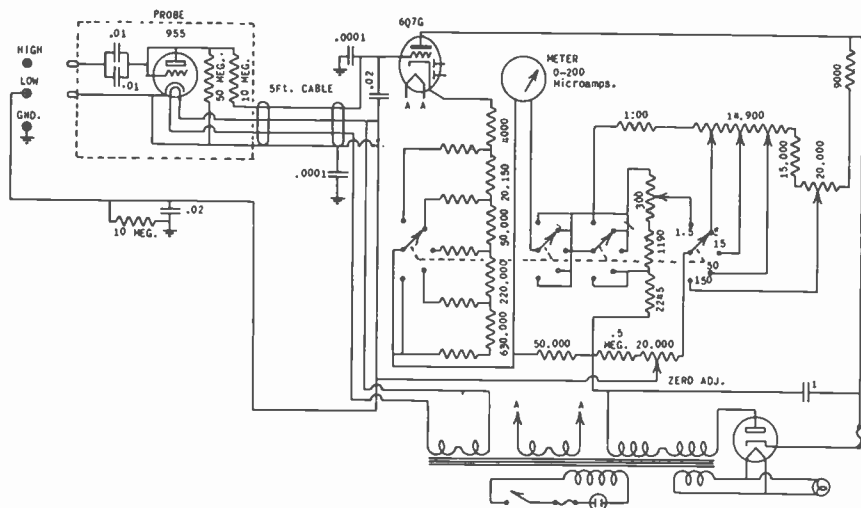 PROBE
955
.01
.01
HIGH
LOW
GND.
50 MEG.
10 MEG.
5Ft. CABLE
.0001
.0001
.02
10 MEG.
.02
6Q7G
A A
METER
0-200
Microamps.
4000
20,150
50,000
220,000
630,000
1:00
14,900
9000
15,000
20,000
300
1190
2245
1.5
5
15
50
150
50,000
.5
MEG.
20,000
ZERO ADJ.
1
A
A